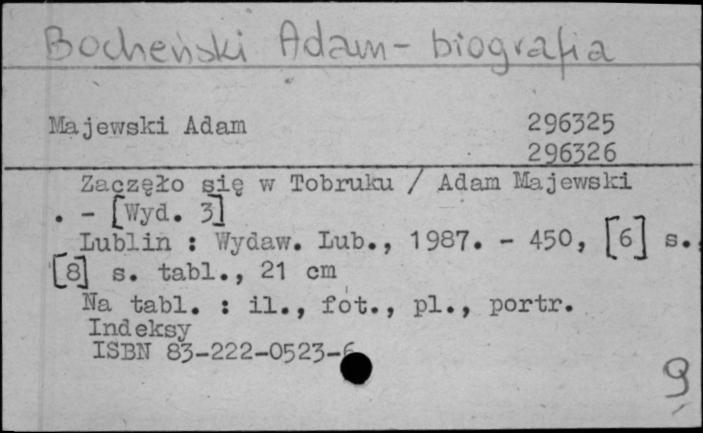 Bocheński Adam - biografia
Majewski Adam 296325
296326
Zaczęło się w Tobruku / Adam Majewski
. - [Wyd. 3]
Lublin : Wydaw. Lub., 1987. - 450, [6] s.,
[8] s. tabl., 21 cm
Na tabl. : il., fot., pl., portr.
Indeksy
ISBN 83-222-0523-6
9